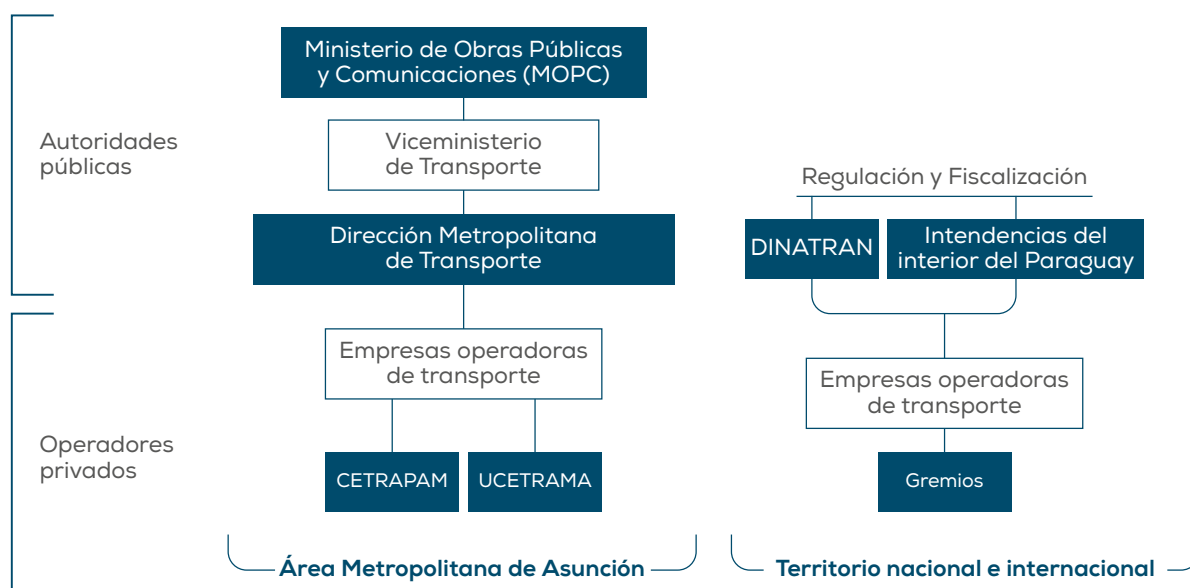 Autoridades
públicas
Ministerio de Obras Públicas
y Comunicaciones (MOPC)
Viceministerio
de Transporte
Dirección Metropolitana
de Transporte
Regulación y Fiscalización
DINATRAN
Intendencias del
interior del Paraguay
Operadores
privados
Empresas operadoras
de transporte
CETRAPAM
UCETRAMA
Empresas operadoras
de transporte
Gremios
Área Metropolitana de Asunción
Territorio nacional e internacional